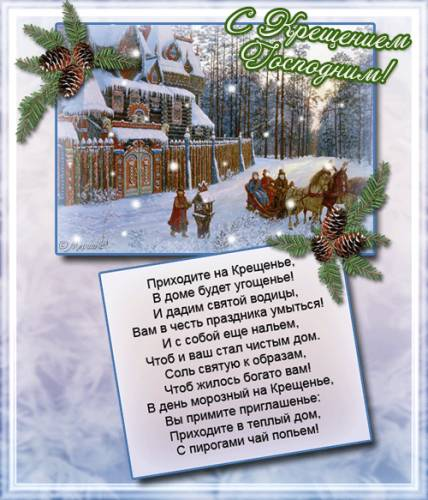 С Крещением
Господним!
Приходите на Крещенье,
В доме будет угощенье!
И дадим святой водицы,
Вам в честь праздника умыться!
И с собой еще нальем,
Чтоб и ваш стал чистым дом.
Соль святую к образам,
Чтоб жилось богато вам!
В день морозный на Крещенье,
Вы примите приглашенье:
Приходите в теплый дом,
С пирогами чай попьем!